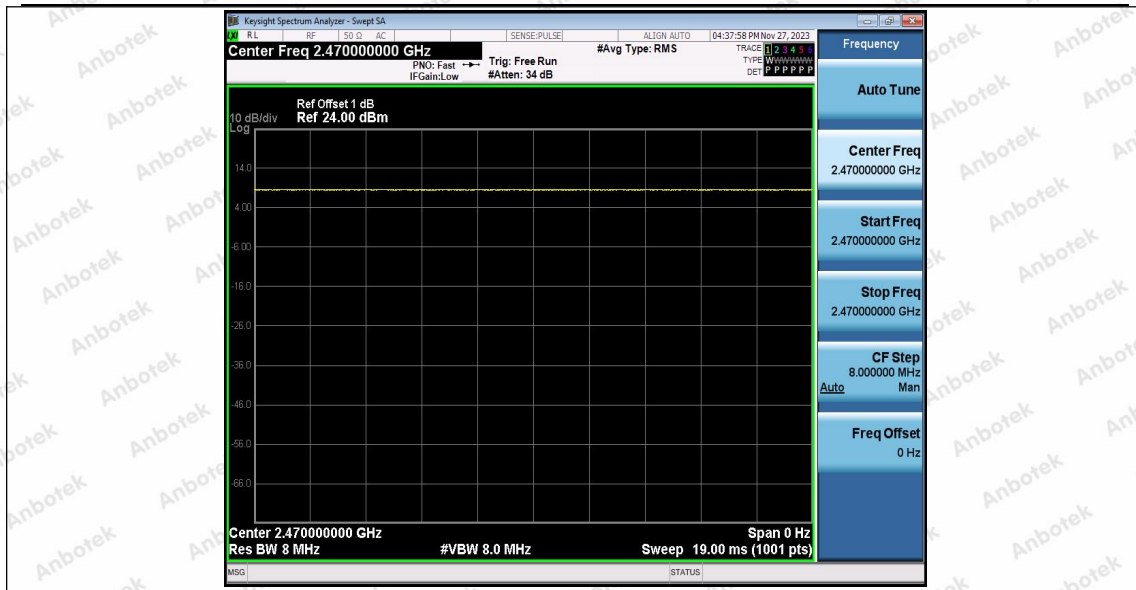 Keysight Spectrum Analyzer - Swept SA
LXI RL RF 50 Ω AC SENSE:PULSE ALIGN AUTO 04:37:58 PM Nov 27, 2023
Center Freq 2.470000000 GHz #Avg Type: RMS TRACE 1 2 3 4 5 6
PNO: Fast Trig: Free Run TYPE WWWWWW
IFGain:Low #Atten: 34 dB DET P P P P P P
Ref Offset 1 dB
10 dB/div Ref 24.00 dBm
Log
14.0
4.00
-6.00
-16.0
-26.0
-36.0
-46.0
-56.0
-66.0
Center 2.470000000 GHz Span 0 Hz
Res BW 8 MHz #VBW 8.0 MHz Sweep 19.00 ms (1001 pts)
MSG STATUS
Frequency
Auto Tune
Center Freq
2.470000000 GHz
Start Freq
2.470000000 GHz
Stop Freq
2.470000000 GHz
CF Step
8.000000 MHz
Auto Man
Freq Offset
0 Hz
Anbotek